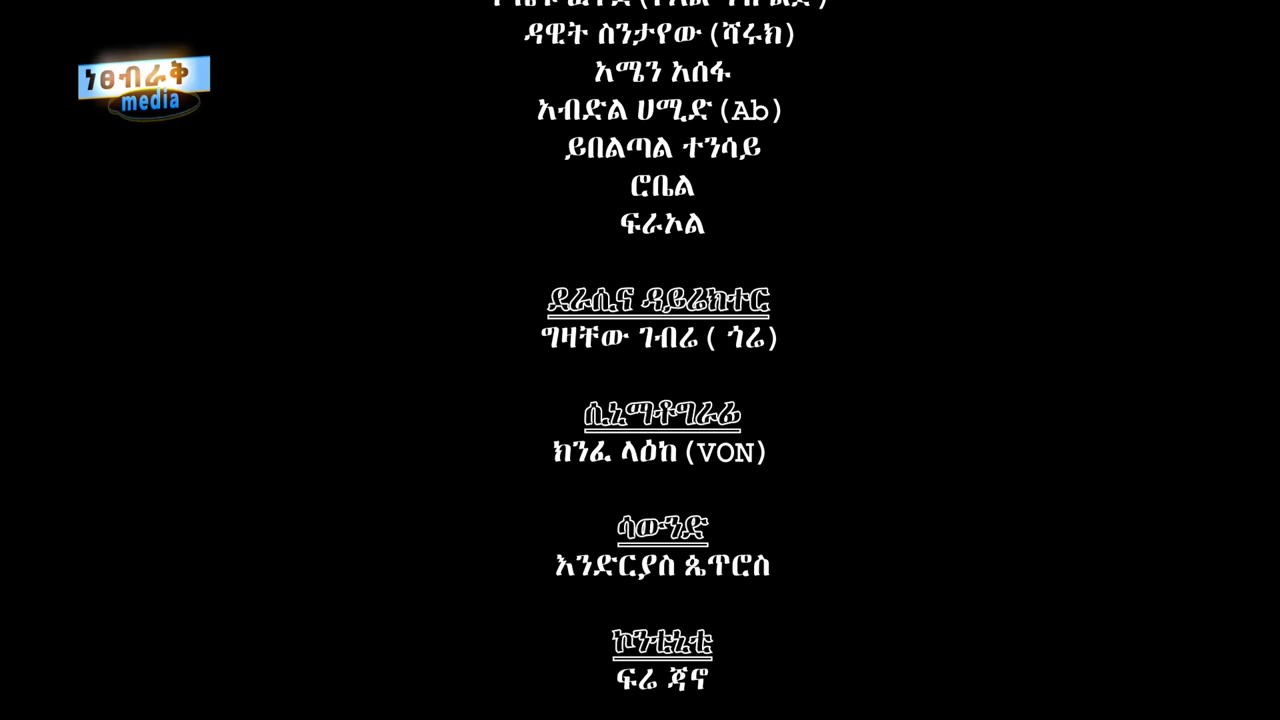 ዳዊት ስንታየው (ሻሩክ)
ነፀብራቅ
media
አሜን አሰፋ
አብድል ሀሚድ (Ab)
ይበልጣል ተንሳይ
ሮቤል
ፍራኦል
ደራሲና ዳይሬክተር
ግዛቸው ገብሬ ( ጎሬ)
ሲኒማቶግራፊ
ክንፈ ላዕከ (VON)
ሳውንድ
እንድርያስ ጴጥሮስ
ኮንቲኒቲ
ፍሬ ጃኖ